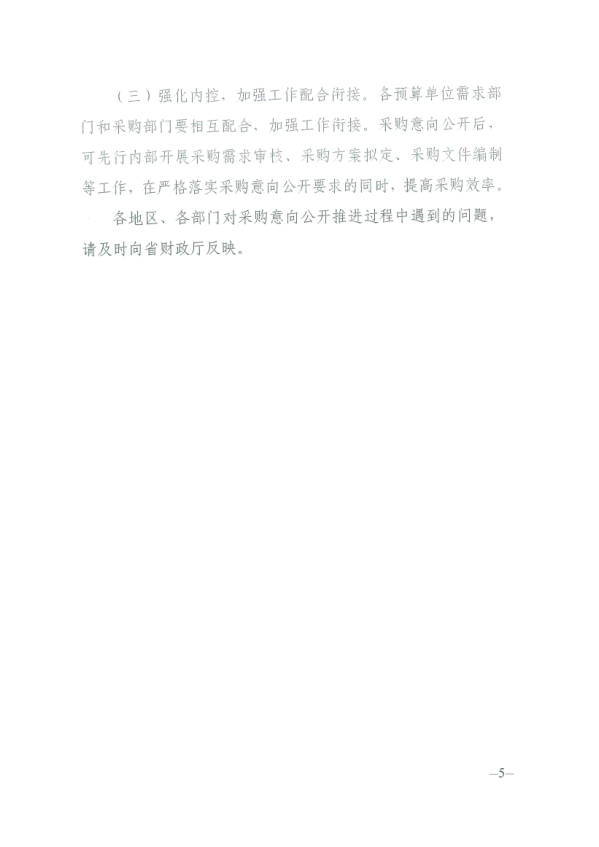 （三）强化内控，加强工作配合衔接。各预算单位需求部
门和采购部门要相互配合，加强工作衔接。采购意向公开后，
可先行内部开展采购需求审核、采购方案拟定、采购文件编制
等工作，在严格落实采购意向公开要求的同时，提高采购效率。
各地区、各部门对采购意向公开推进过程中遇到的问题，
请及时向省财政厅反映。
—5—